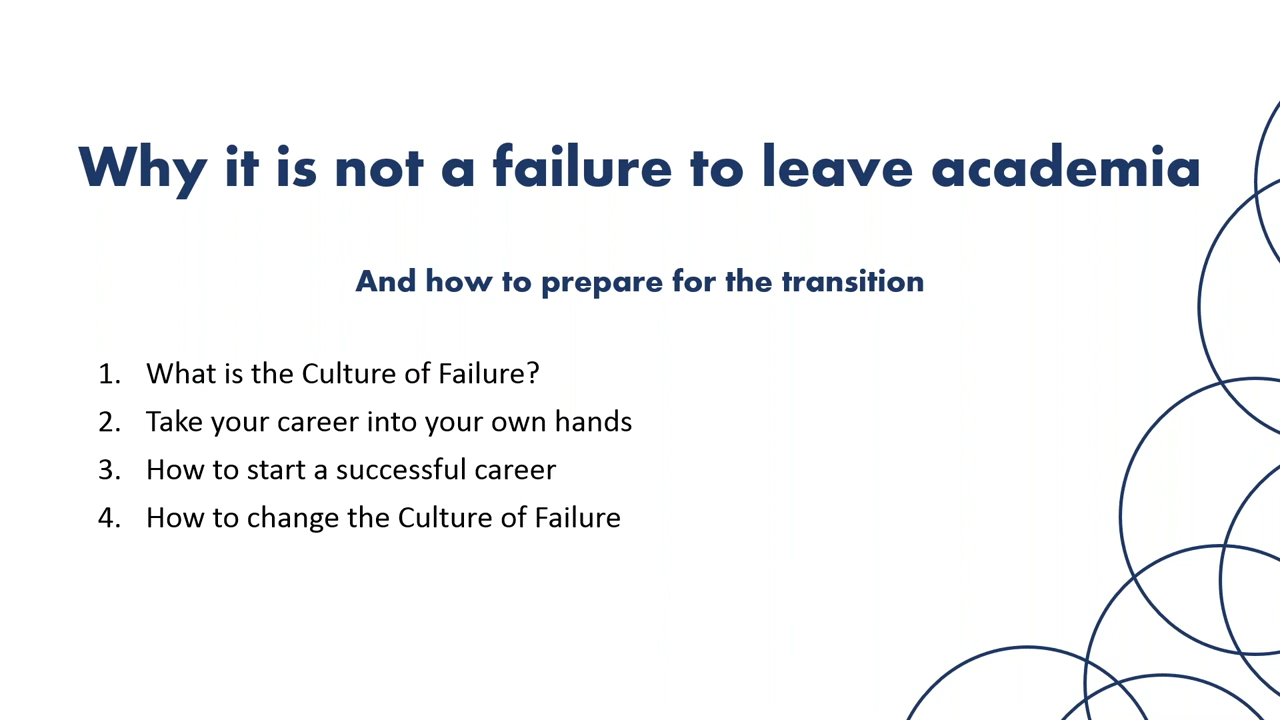 Why it is not a failure to leave academia
And how to prepare for the transition
1. What is the Culture of Failure?
2. Take your career into your own hands
3. How to start a successful career
4. How to change the Culture of Failure